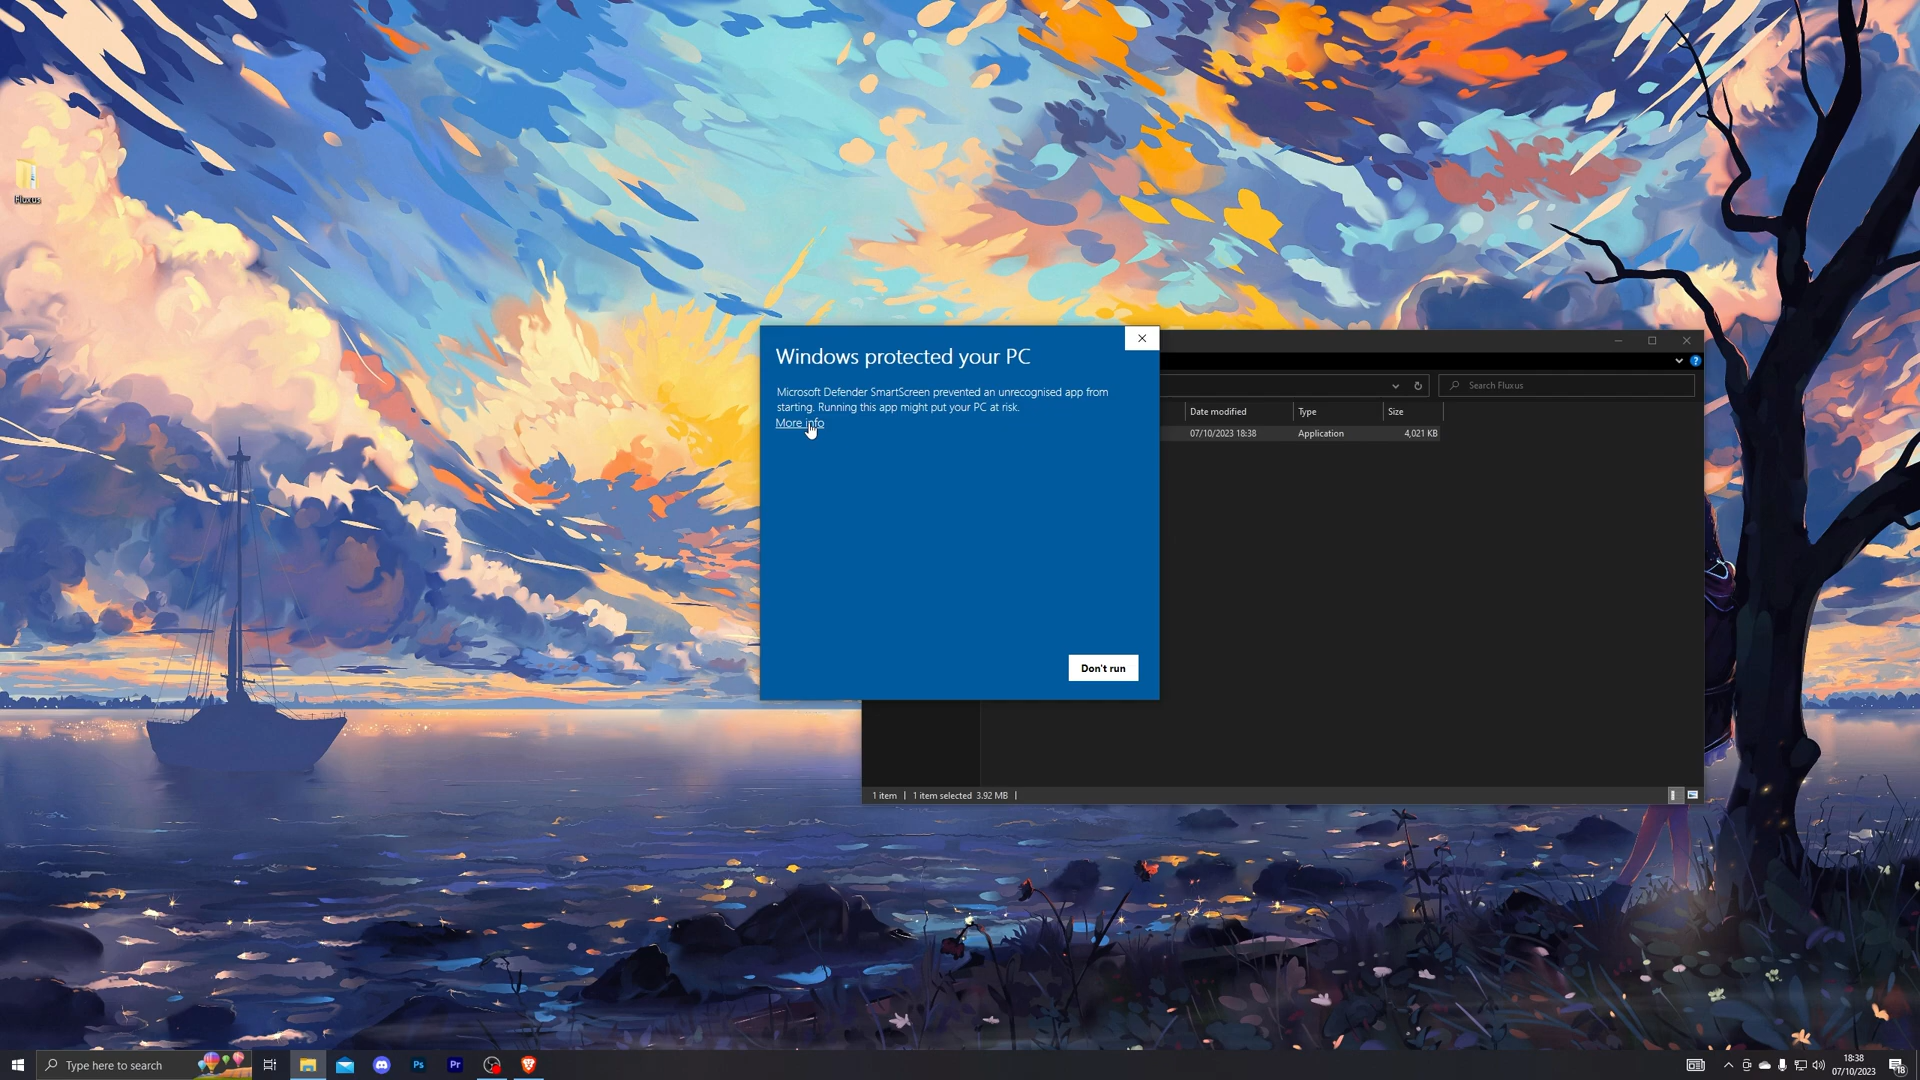 Fluxus
Windows protected your PC
Microsoft Defender SmartScreen prevented an unrecognised app from
starting. Running this app might put your PC at risk.
More info
Don't run
Search Fluxus
Date modified
Type
Size
07/10/2023 18:38
Application
4,021 KB
1 item
1 item selected 3.92 MB
Type here to search
Ps
Pr
18:38
07/10/2023
18